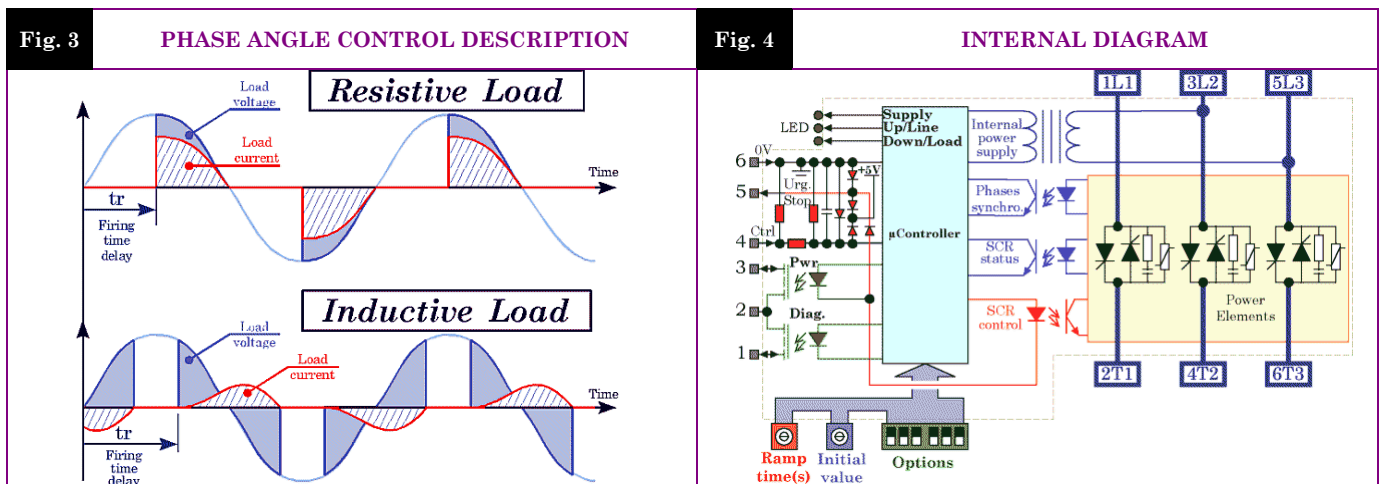 Fig. 3
PHASE ANGLE CONTROL DESCRIPTION
Resistive Load
Load
voltage
Load
current
Time
tr
Firing
time
delay
Inductive Load
Load
voltage
Load
current
Time
tr
Firing
time
delay
Fig. 4
INTERNAL DIAGRAM
1L1
3L2
5L3
LED
Supply
Up/Line
Down/Load
Internal
power
supply
6
0V
+5V
5
Urg.
Stop
Phases
synchro.
4
Ctrl
µController
SCR
status
3
Pwr
2
Diag.
SCR
control
Power
Elements
1
2T1
4T2
6T3
Ramp
time(s)
Initial
value
Options